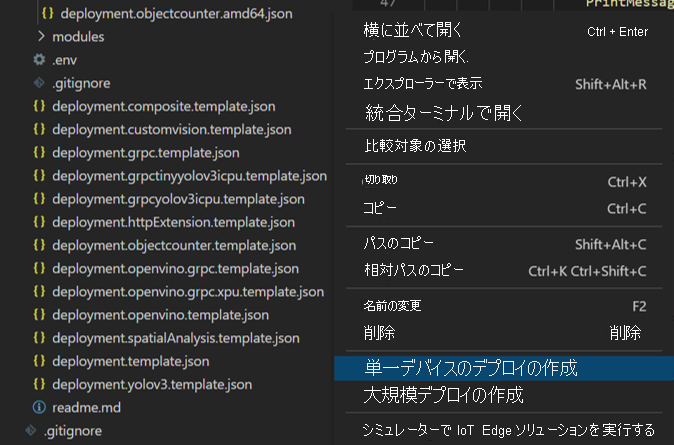 deployment.objectcounter.amd64.json
modules
.env
.gitignore
deployment.composite.template.json
deployment.customvision.template.json
deployment.grpc.template.json
deployment.grpctinyyolov3icpu.template.json
deployment.grpcyolov3icpu.template.json
deployment.httpExtension.template.json
deployment.objectcounter.template.json
deployment.openvino.grpc.template.json
deployment.openvino.grpc.xpu.template.json
deployment.openvino.template.json
deployment.spatialAnalysis.template.json
deployment.template.json
deployment.yolov3.template.json
readme.md
.gitignore
47 PrintMessag
横に並べて開く Ctrl + Enter
プログラムから開く.
エクスプローラーで表示 Shift+Alt+R
統合ターミナルで開く
比較対象の選択
切り取り Ctrl+X
コピー Ctrl+C
パスのコピー Shift+Alt+C
相対パスのコピー Ctrl+K Ctrl+Shift+C
名前の変更 F2
削除 削除
単一デバイスのデプロイの作成
大規模デプロイの作成
シミュレーターで IoT Edge ソリューションを実行する